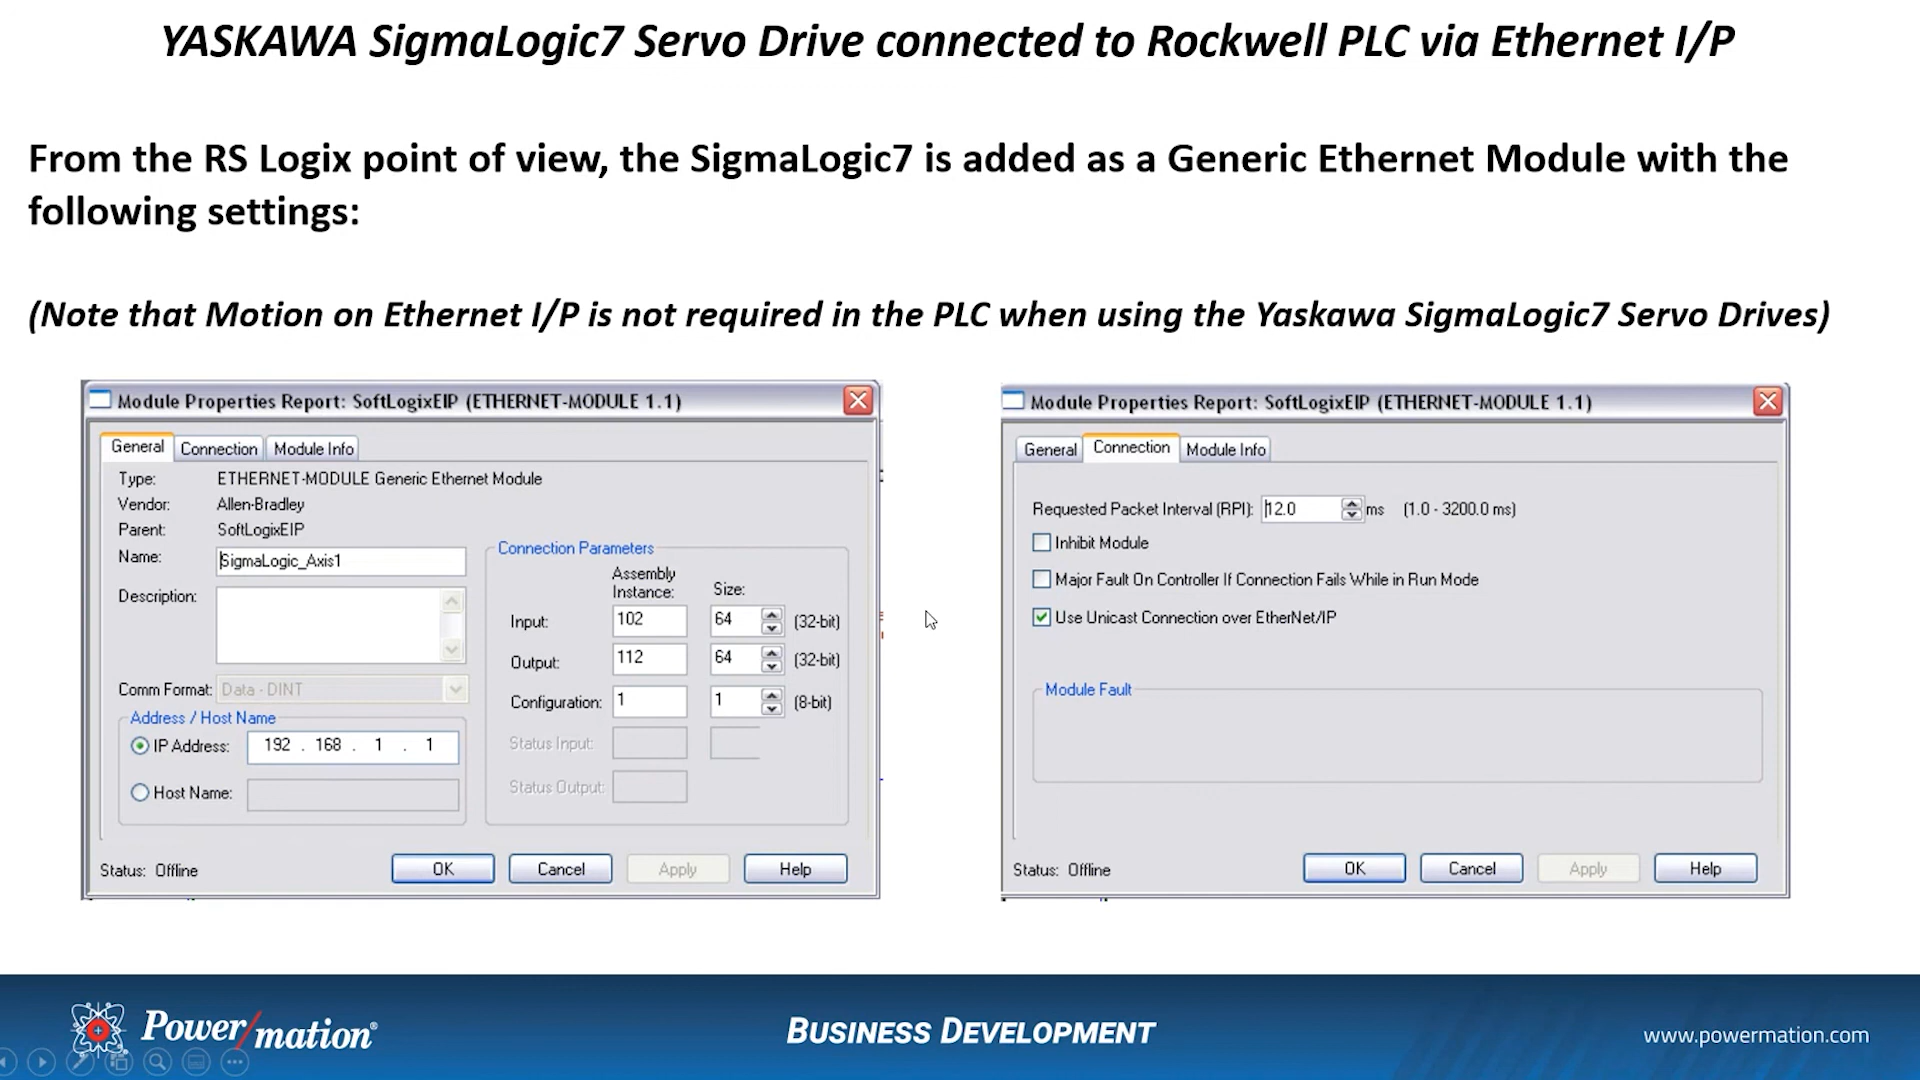 YASKAWA SigmaLogic7 Servo Drive connected to Rockwell PLC via Ethernet I/P
From the RS Logix point of view, the SigmaLogic7 is added as a Generic Ethernet Module with the
following settings:
(Note that Motion on Ethernet I/P is not required in the PLC when using the Yaskawa SigmaLogic7 Servo Drives)
Module Properties Report: SoftLogixEIP (ETHERNET-MODULE 1.1)
General Connection Module Info
Type: ETHERNET-MODULE Generic Ethernet Module
Vendor: Allen-Bradley
Parent: SoftLogixEIP
Name: SigmaLogic_Axis1
Description:
Comm Format: Data - DINT
Address / Host Name
IP Address: 192 . 168 . 1 . 1
Host Name:
Connection Parameters
Assembly
Instance: Size:
Input: 102 64 (32-bit)
Output: 112 64 (32-bit)
Configuration: 1 1 (8-bit)
Status Input:
Status Output:
Status: Offline OK Cancel Apply Help
Module Properties Report: SoftLogixEIP (ETHERNET-MODULE 1.1)
General Connection Module Info
Requested Packet Interval (RPI): 12.0 ms (1.0 - 3200.0 ms)
Inhibit Module
Major Fault On Controller If Connection Fails While in Run Mode
Use Unicast Connection over EtherNet/IP
Module Fault
Status: Offline OK Cancel Apply Help
Power/mation®
BUSINESS DEVELOPMENT
www.powermation.com